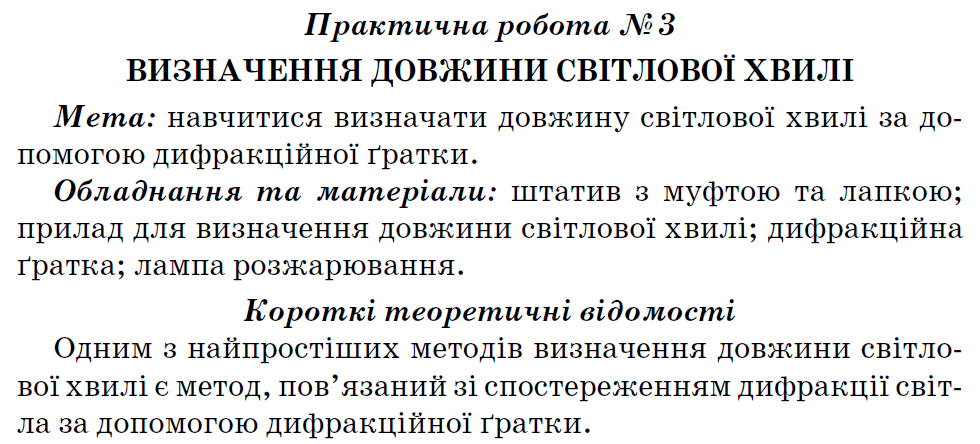 Практична робота № 3
ВИЗНАЧЕННЯ ДОВЖИНИ СВІТЛОВОЇ ХВИЛІ
Мета: навчитися визначати довжину світлової хвилі за до-
помогою дифракційної ґратки.
Обладнання та матеріали: штатив з муфтою та лапкою;
прилад для визначення довжини світлової хвилі; дифракційна
ґратка; лампа розжарювання.
Короткі теоретичні відомості
Одним з найпростіших методів визначення довжини світло-
вої хвилі є метод, пов’язаний зі спостереженням дифракції світ-
ла за допомогою дифракційної ґратки.